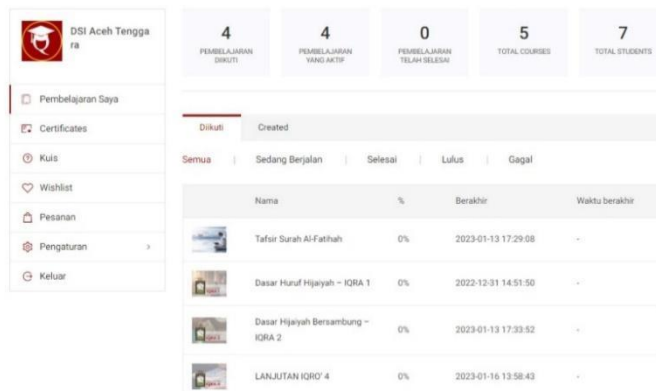 DSI Aceh Tengga
ra
Pembelajaran Saya
Certificates
Kuis
Wishlist
Pesanan
Pengaturan
Keluar
4
PEMBELAJARAN
DIIKUTI
4
PEMBELAJARAN
YANG AKTIF
0
PEMBELAJARAN
TELAH SELESAI
5
TOTAL COURSES
7
TOTAL STUDENTS
Diikuti Created
Semua | Sedang Berjalan | Selesai | Lulus | Gagal
Nama % Berakhir Waktu berakhir
Tafsir Surah Al-Fatihah 0% 2023-01-13 17:29:08 -
Dasar Huruf Hijaiyah – IQRA 1 0% 2022-12-31 14:51:50 -
Dasar Hijaiyah Bersambung –
IQRA 2 0% 2023-01-13 17:33:52 -
LANJUTAN IQRO' 4 0% 2023-01-16 13:58:43 -